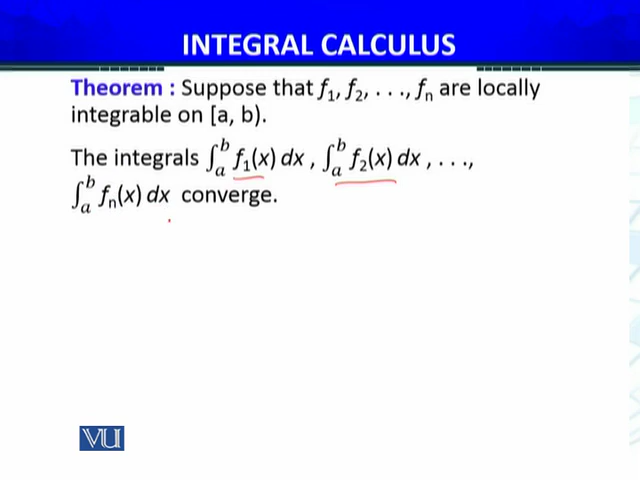 INTEGRAL CALCULUS
Theorem : Suppose that f₁, f₂, . . ., fₙ are locally
integrable on [a, b).
The integrals ∫ₐᵇ f₁(x) dx , ∫ₐᵇ f₂(x) dx , . . .,
∫ₐᵇ fₙ(x) dx converge.
VU